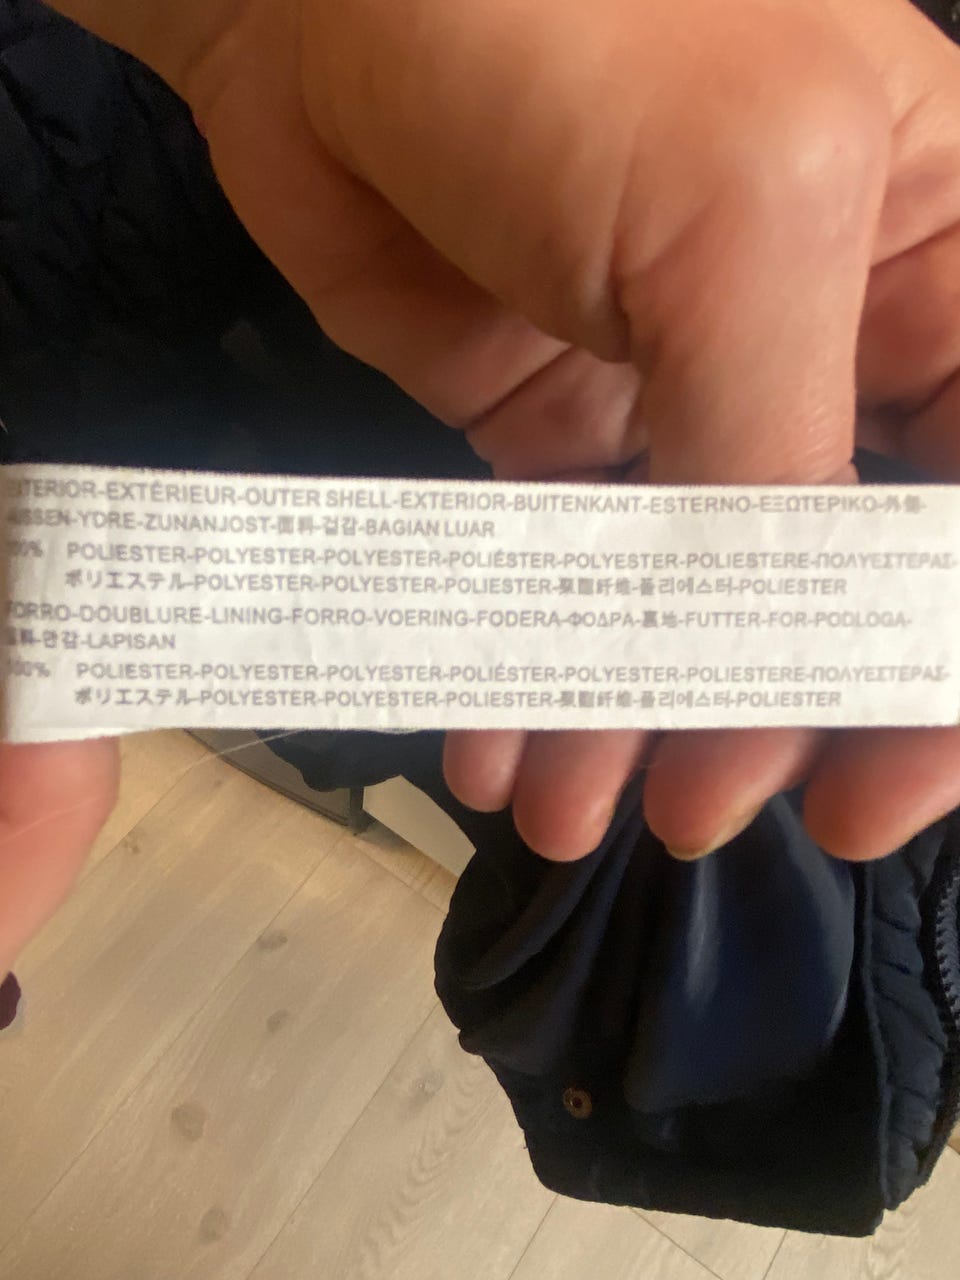 EXTERIOR-EXTÉRIEUR-OUTER SHELL-EXTERIOR-BUITENKANT-ESTERNO-ΕΞΩΤΕΡΙΚΟ-外側-
AUSSEN-YDRE-ZUNANJOST-面料-겉감-BAGIAN LUAR
100% POLIESTER-POLYESTER-POLYESTER-POLIÉSTER-POLYESTER-POLIESTERE-ΠΟΛΥΕΣΤΕΡΑΣ-
ポリエステル-POLYESTER-POLYESTER-POLIESTER-聚酯纤维-폴리에스터-POLIESTER
FORRO-DOUBLURE-LINING-FORRO-VOERING-FODERA-ΦΟΔΡΑ-裏地-FUTTER-FOR-PODLOGA-
里料-안감-LAPISAN
100% POLIESTER-POLYESTER-POLYESTER-POLIÉSTER-POLYESTER-POLIESTERE-ΠΟΛΥΕΣΤΕΡΑΣ-
ポリエステル-POLYESTER-POLYESTER-POLIESTER-聚酯纤维-폴리에스터-POLIESTER